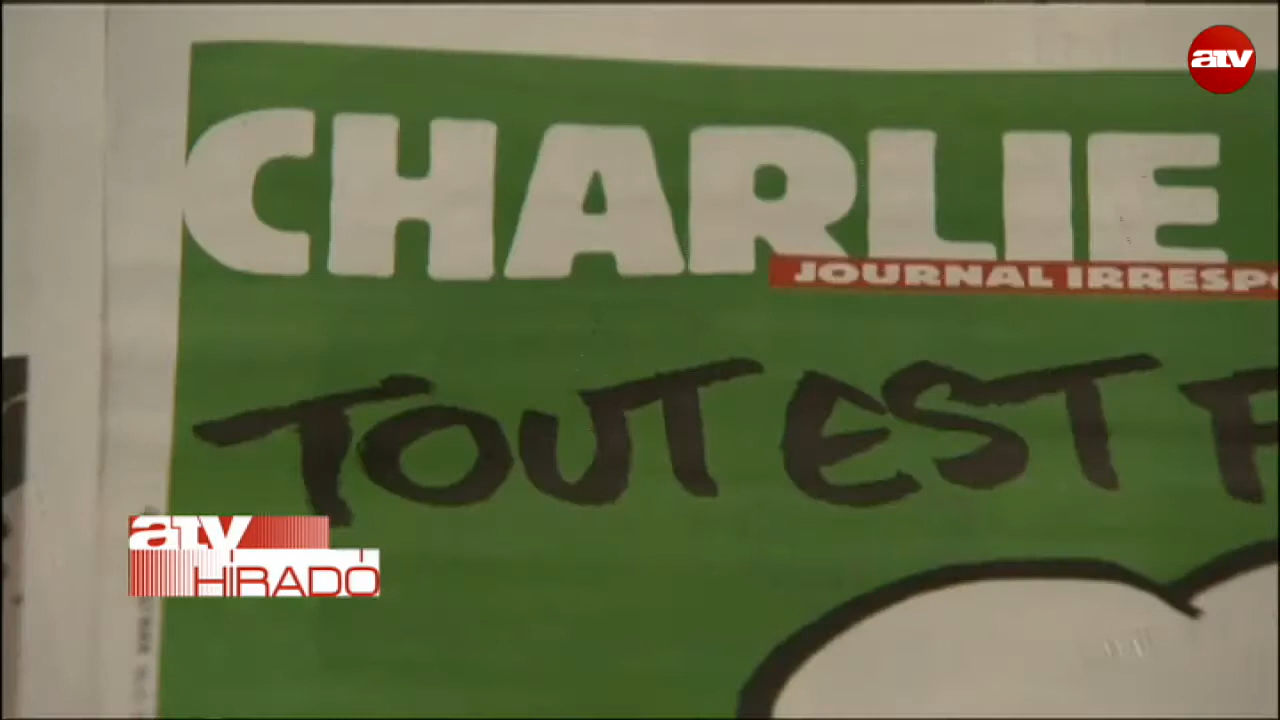 atv
CHARLIE
JOURNAL IRRESP
TOUT EST
atv
HÍRADÓ